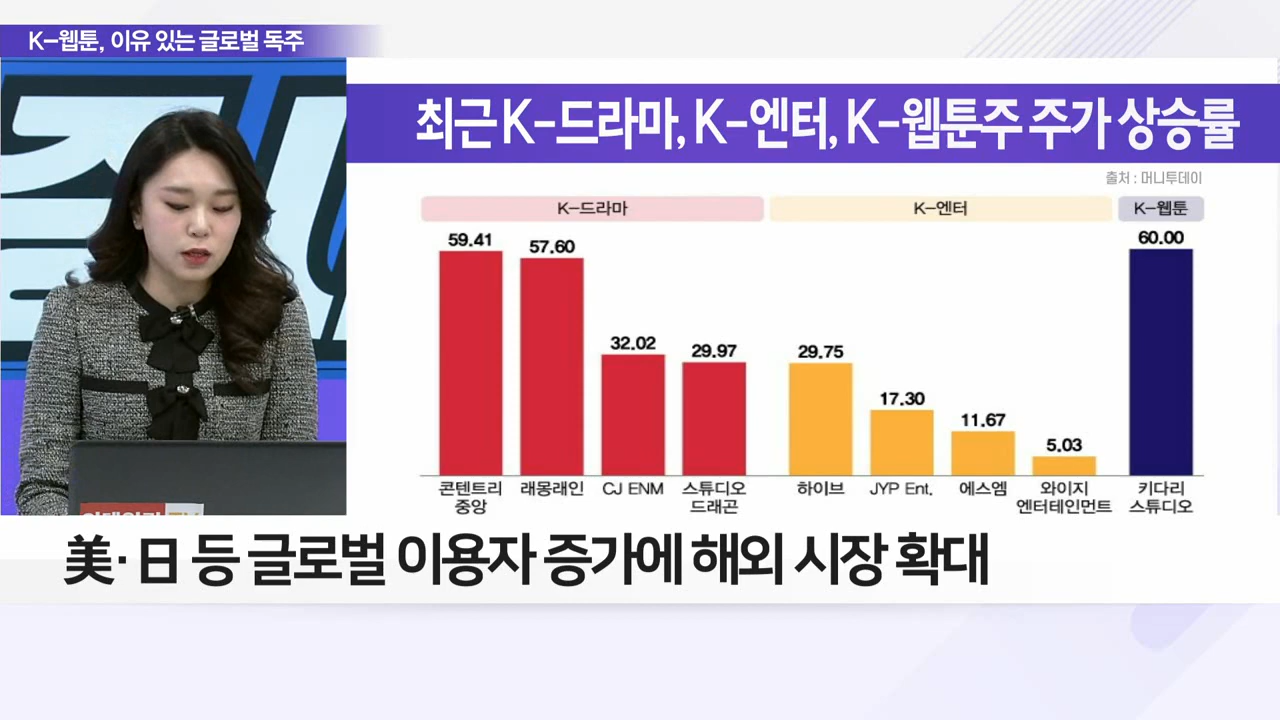 K-웹툰, 이유 있는 글로벌 독주
최근 K-드라마, K-엔터, K-웹툰주 주가 상승률
출처 : 머니투데이
K-드라마
K-엔터
K-웹툰
59.41
57.60
32.02
29.97
29.75
17.30
11.67
5.03
60.00
콘텐트리
중앙
래몽래인
CJ ENM
스튜디오
드래곤
하이브
JYP Ent.
에스엠
와이지
엔터테인먼트
키다리
스튜디오
美·日 등 글로벌 이용자 증가에 해외 시장 확대